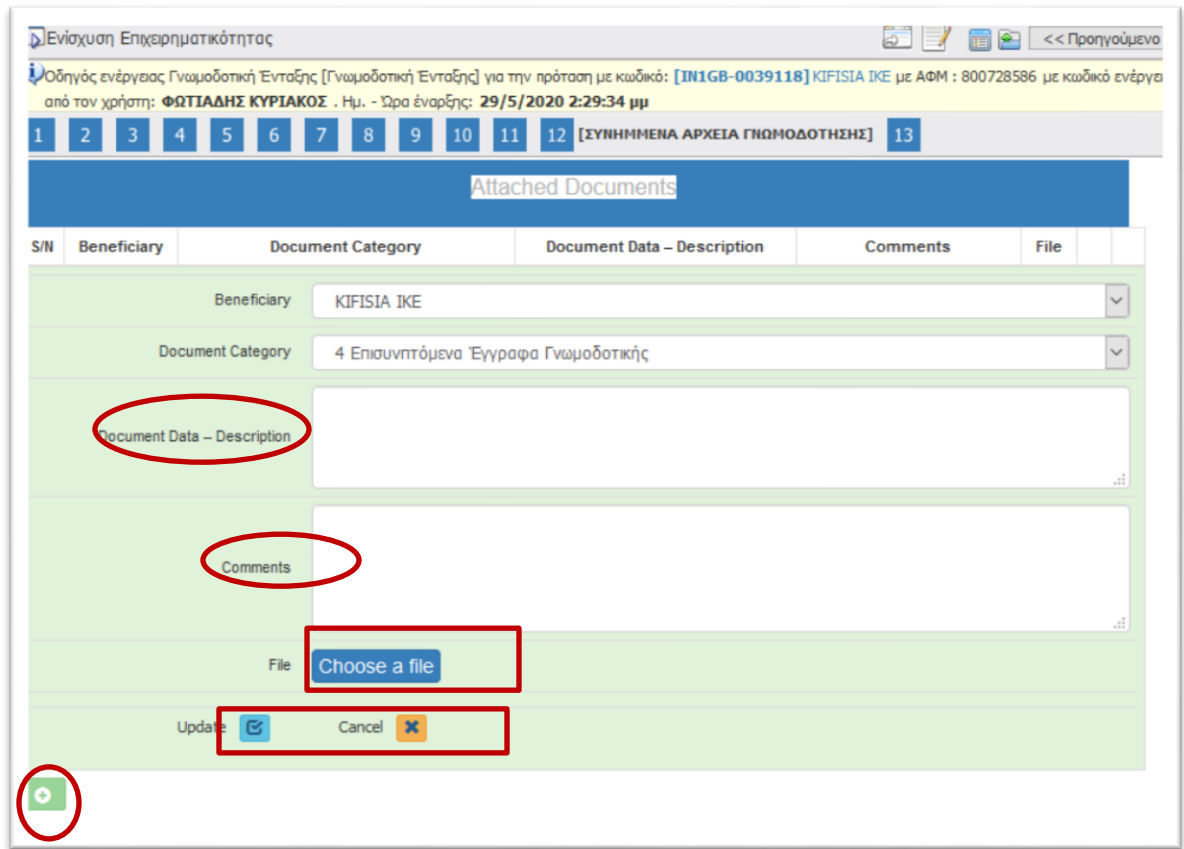 Ενίσχυση Επιχειρηματικότητας << Προηγούμενο
Οδηγός ενέργειας Γνωμοδοτική Ένταξης [Γνωμοδοτική Ένταξης] για την πρόταση με κωδικό: [IN1GB-0039118] KIFISIA IKE με ΑΦΜ : 800728586 με κωδικό ενέργει
από τον χρήστη: ΦΩΤΙΑΔΗΣ ΚΥΡΙΑΚΟΣ . Ημ. - Ώρα έναρξης: 29/5/2020 2:29:34 μμ
1 2 3 4 5 6 7 8 9 10 11 12 [ΣΥΝΗΜΜΕΝΑ ΑΡΧΕΙΑ ΓΝΩΜΟΔΟΤΗΣΗΣ] 13
Attached Documents
S/N Beneficiary Document Category Document Data – Description Comments File
Beneficiary KIFISIA IKE
Document Category 4 Επισυνπτόμενα Έγγραφα Γνωμοδοτικής
Document Data – Description
Comments
File Choose a file
Update Cancel